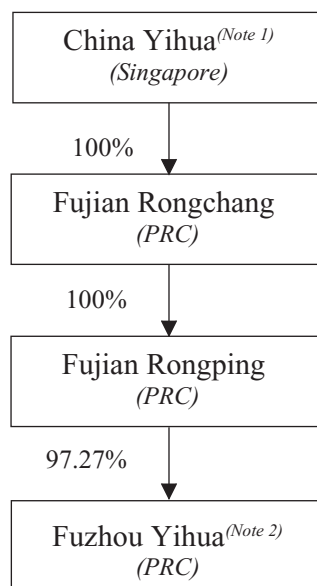 China Yihua(Note 1)
(Singapore)
100%
Fujian Rongchang
(PRC)
100%
Fujian Rongping
(PRC)
97.27%
Fuzhou Yihua(Note 2)
(PRC)